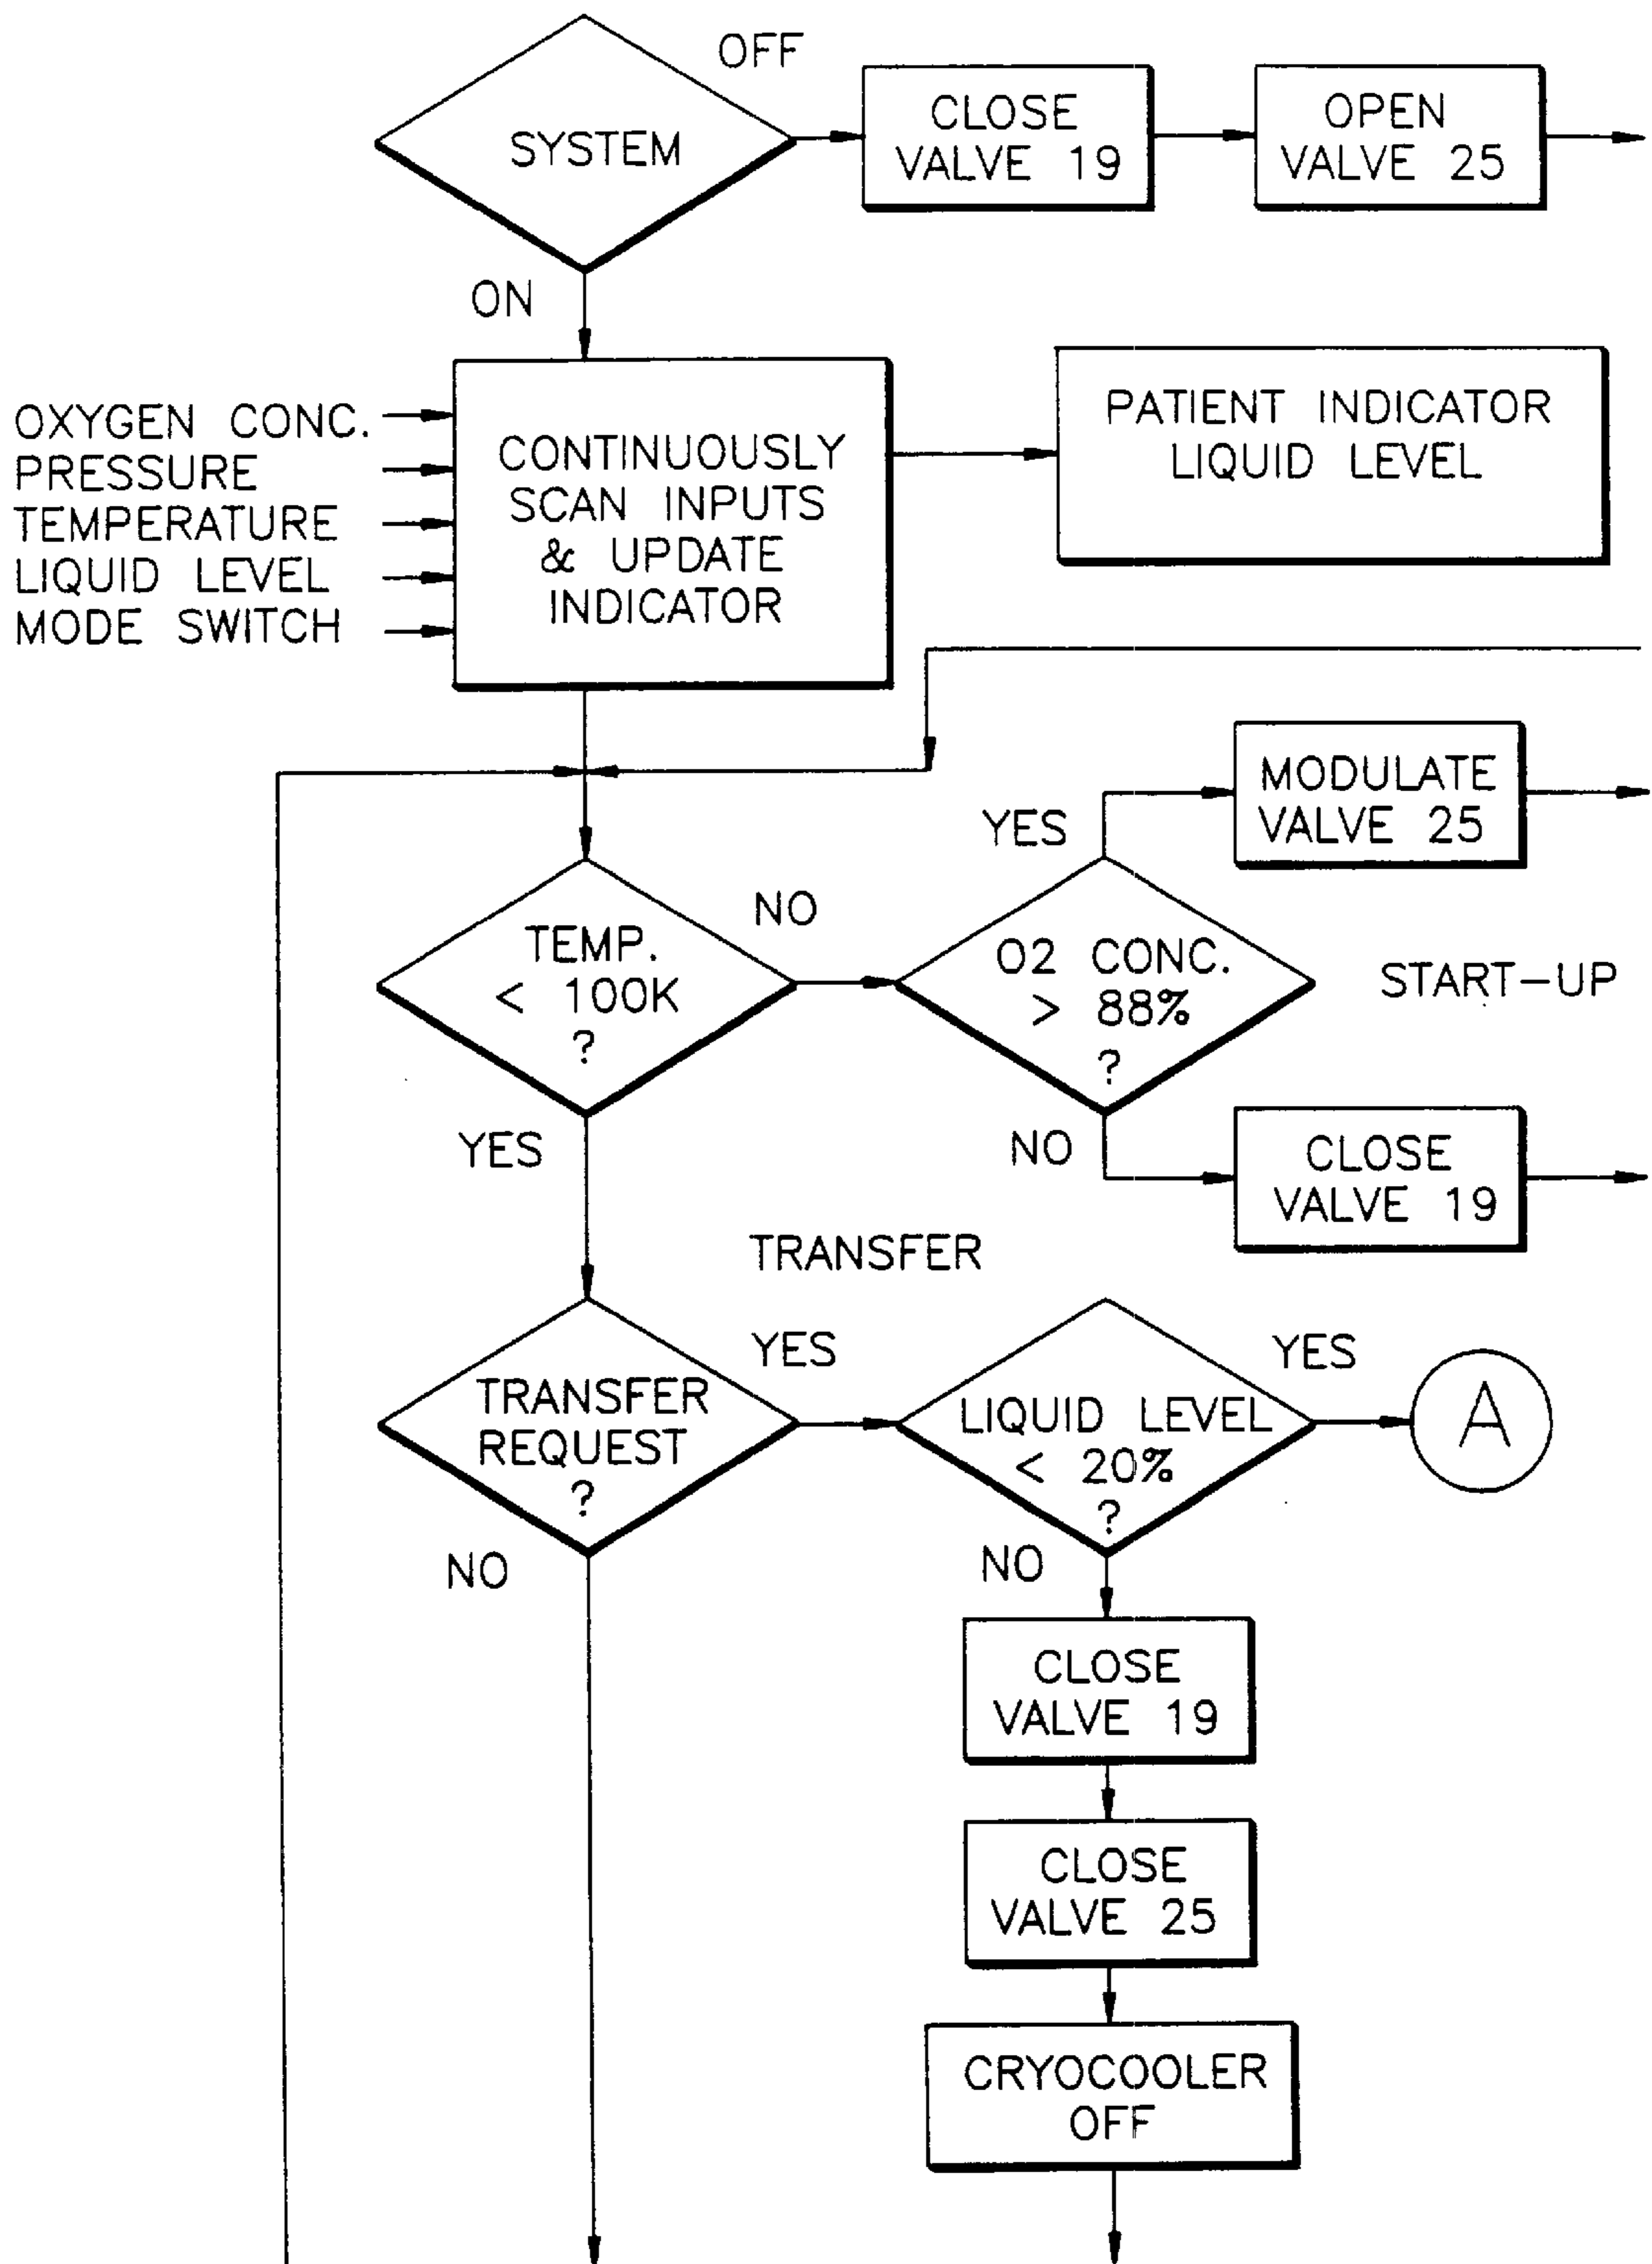 OFF
SYSTEM
CLOSE
VALVE 19
OPEN
VALVE 25
ON
OXYGEN CONC.
PRESSURE
TEMPERATURE
LIQUID LEVEL
MODE SWITCH
CONTINUOUSLY
SCAN INPUTS
& UPDATE
INDICATOR
PATIENT INDICATOR
LIQUID LEVEL
MODULATE
VALVE 25
YES
NO
TEMP.
< 100K
?
O2 CONC.
> 88%
?
START-UP
YES
NO
CLOSE
VALVE 19
TRANSFER
YES
YES
TRANSFER
REQUEST
?
LIQUID LEVEL
< 20%
?
A
NO
NO
CLOSE
VALVE 19
CLOSE
VALVE 25
CRYOCOOLER
OFF